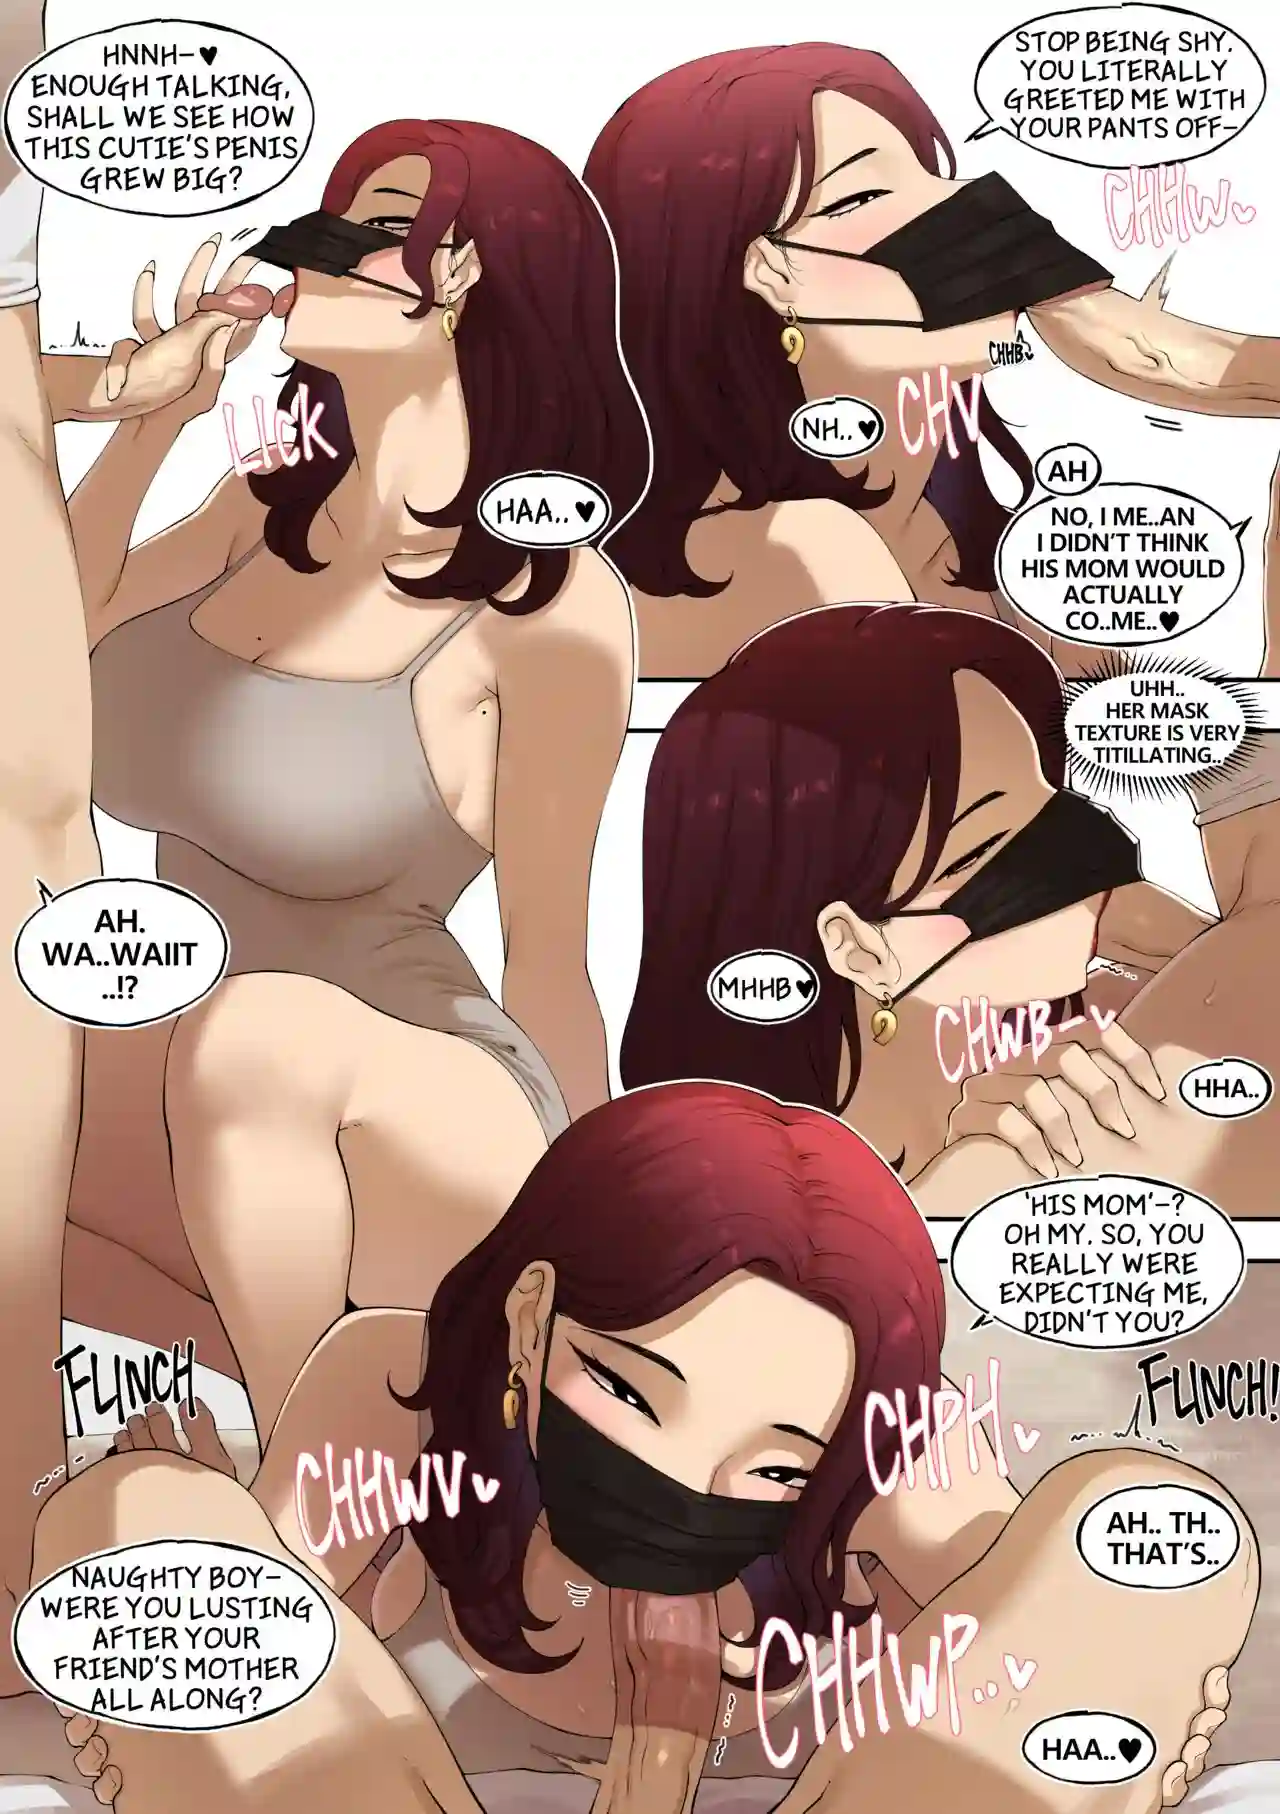 HNNH-♥
ENOUGH TALKING,
SHALL WE SEE HOW
THIS CUTIE'S PENIS
GREW BIG?
STOP BEING SHY.
YOU LITERALLY
GREETED ME WITH
YOUR PANTS OFF-
CHHW
CHHB
LICK
NH..♥
CHV
HAA..♥
AH
NO, I ME..AN
I DIDN'T THINK
HIS MOM WOULD
ACTUALLY
CO..ME..♥
UHH..
HER MASK
TEXTURE IS VERY
TITILLATING..
AH.
WA..WAIIT
..!?
MHHB♥
CHWB-
HHA..
'HIS MOM'-?
OH MY. SO, YOU
REALLY WERE
EXPECTING ME,
DIDN'T YOU?
FLINCH
FLINCH!
CHHWV
CHPH
AH.. TH..
THAT'S..
NAUGHTY BOY-
WERE YOU LUSTING
AFTER YOUR
FRIEND'S MOTHER
ALL ALONG?
CHHWP..
HAA..♥